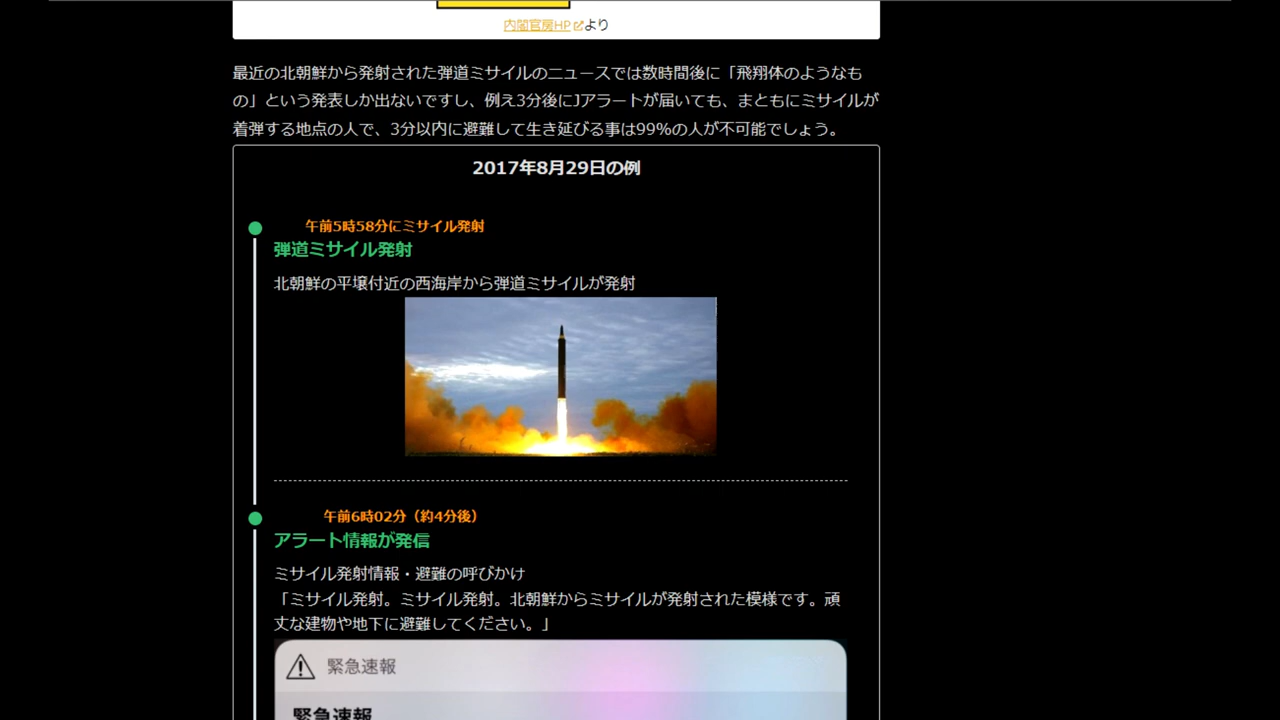 内閣官房HPより
最近の北朝鮮から発射された弾道ミサイルのニュースでは数時間後に「飛翔体のようなも
の」という発表しか出ないですし、例え3分後にJアラートが届いても、まともにミサイルが
着弾する地点の人で、3分以内に避難して生き延びる事は99%の人が不可能でしょう。
2017年8月29日の例
午前5時58分にミサイル発射
弾道ミサイル発射
北朝鮮の平壌付近の西海岸から弾道ミサイルが発射
午前6時02分（約4分後）
アラート情報が発信
ミサイル発射情報・避難の呼びかけ
「ミサイル発射。ミサイル発射。北朝鮮からミサイルが発射された模様です。頑
丈な建物や地下に避難してください。」
緊急速報
緊急速報